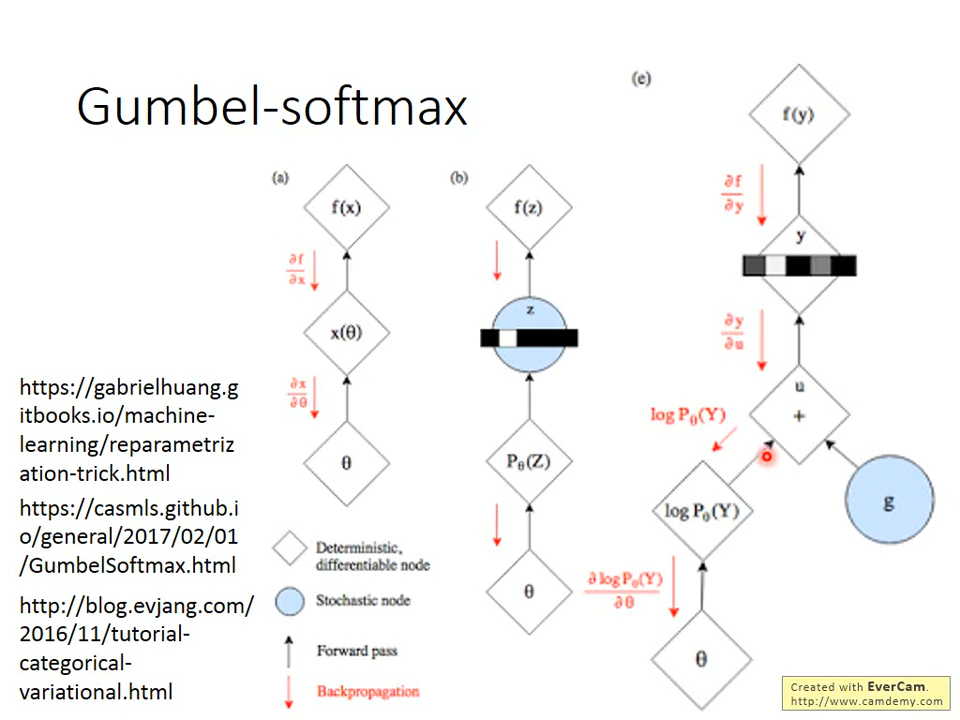 Gumbel-softmax
(a)
f(x)
∂f
∂x
x(θ)
∂x
∂θ
θ
(b)
f(z)
z
Pθ(Z)
θ
(e)
f(y)
∂f
∂y
y
∂y
∂u
u
+
log Pθ(Y)
log Pθ(Y)
g
∂ log Pθ(Y)
∂ θ
θ
https://gabrielhuang.g
itbooks.io/machine-
learning/reparametriz
ation-trick.html
https://casmls.github.i
o/general/2017/02/01
/GumbelSoftmax.html
http://blog.evjang.com/
2016/11/tutorial-
categorical-
variational.html
Deterministic,
differentiable node
Stochastic node
Forward pass
Backpropagation
Created with EverCam.
http://www.camdemy.com